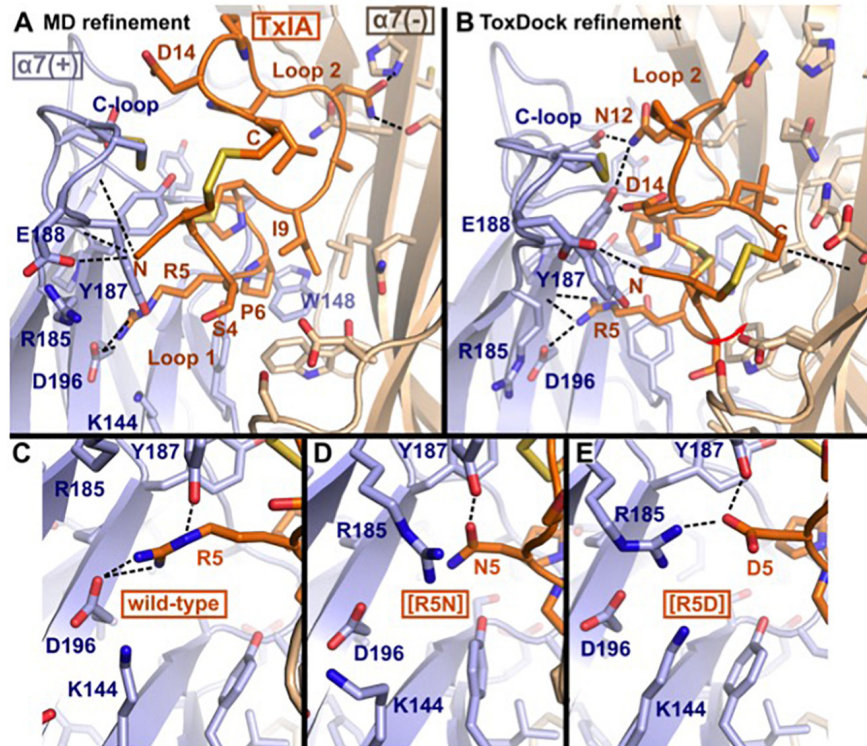 A MD refinement
TxIA
α7(-)
α7(+)
D14
Loop 2
C-loop
C
E188
N
I9
R5
Y187
W148
R185
P6
S4
Loop 1
D196
K144
B ToxDock refinement
Loop 2
C-loop
N12
D14
E188
C
N
Y187
R5
R185
D196
C
Y187
R185
R5
wild-type
D196
K144
D
Y187
R185
N5
[R5N]
D196
K144
E
Y187
R185
D5
[R5D]
D196
K144